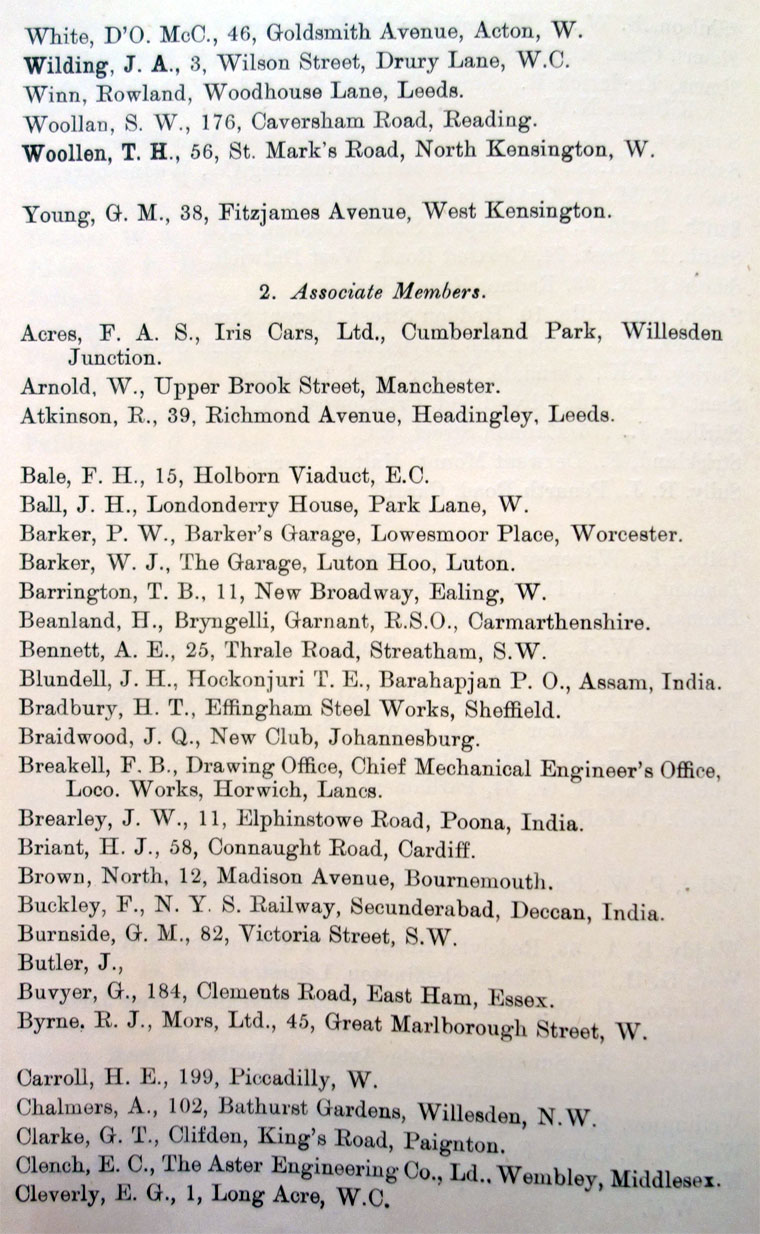 White, D'O. McC., 46, Goldsmith Avenue, Acton, W.
Wilding, J. A., 3, Wilson Street, Drury Lane, W.C.
Winn, Rowland, Woodhouse Lane, Leeds.
Woollan, S. W., 176, Caversham Road, Reading.
Woollen, T. H., 56, St. Mark's Road, North Kensington, W.
Young, G. M., 38, Fitzjames Avenue, West Kensington.
2. Associate Members.
Acres, F. A. S., Iris Cars, Ltd., Cumberland Park, Willesden
Junction.
Arnold, W., Upper Brook Street, Manchester.
Atkinson, R., 39, Richmond Avenue, Headingley, Leeds.
Bale, F. H., 15, Holborn Viaduct, E.C.
Ball, J. H., Londonderry House, Park Lane, W.
Barker, P. W., Barker's Garage, Lowesmoor Place, Worcester.
Barker, W. J., The Garage, Luton Hoo, Luton.
Barrington, T. B., 11, New Broadway, Ealing, W.
Beanland, H., Bryngelli, Garnant, R.S.O., Carmarthenshire.
Bennett, A. E., 25, Thrale Road, Streatham, S.W.
Blundell, J. H., Hockonjuri T. E., Barahapjan P. O., Assam, India.
Bradbury, H. T., Effingham Steel Works, Sheffield.
Braidwood, J. Q., New Club, Johannesburg.
Breakell, F. B., Drawing Office, Chief Mechanical Engineer's Office,
Loco. Works, Horwich, Lancs.
Brearley, J. W., 11, Elphinstowe Road, Poona, India.
Briant, H. J., 58, Connaught Road, Cardiff.
Brown, North, 12, Madison Avenue, Bournemouth.
Buckley, F., N. Y. S. Railway, Secunderabad, Deccan, India.
Burnside, G. M., 82, Victoria Street, S.W.
Butler, J.,
Buvyer, G., 184, Clements Road, East Ham, Essex.
Byrne, R. J., Mors, Ltd., 45, Great Marlborough Street, W.
Carroll, H. E., 199, Piccadilly, W.
Chalmers, A., 102, Bathurst Gardens, Willesden, N.W.
Clarke, G. T., Clifden, King's Road, Paignton.
Clench, E. C., The Aster Engineering Co., Ld., Wembley, Middlesex.
Cleverly, E. G., 1, Long Acre, W.C.